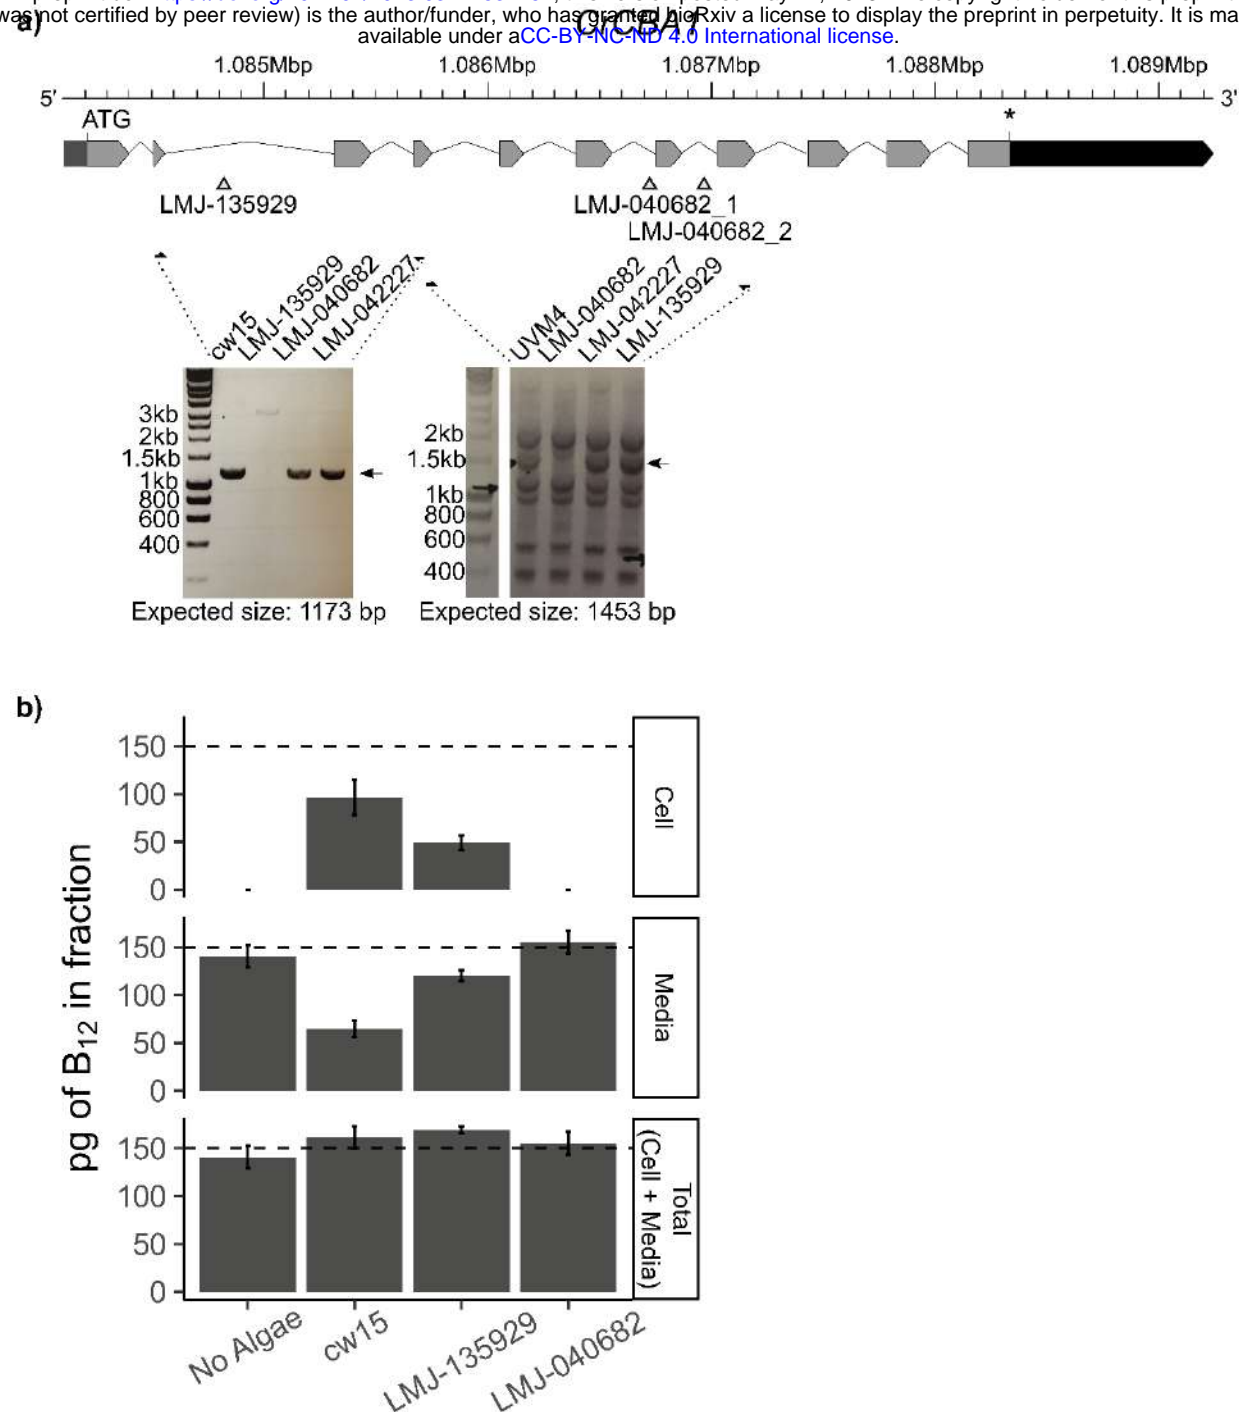 was not certified by peer review) is the author/funder, who has granted bioRxiv a license to display the preprint in perpetuity. It is ma
available under aCC-BY-NC-ND 4.0 International license.
a)
CrCBA1
1.085Mbp 1.086Mbp 1.087Mbp 1.088Mbp 1.089Mbp
5' 3'
ATG *
LMJ-135929 LMJ-040682_1
LMJ-040682_2
cw15 LMJ-135929 LMJ-040682 LMJ-042227
UVM4 LMJ-040682 LMJ-042227 LMJ-135929
3kb
2kb
1.5kb
1kb
800
600
400
2kb
1.5kb
1kb
800
600
400
Expected size: 1173 bp Expected size: 1453 bp
b)
pg of B₁₂ in fraction
150
100
50
0
Cell
150
100
50
0
Media
150
100
50
0
Total
(Cell + Media)
No Algae cw15 LMJ-135929 LMJ-040682